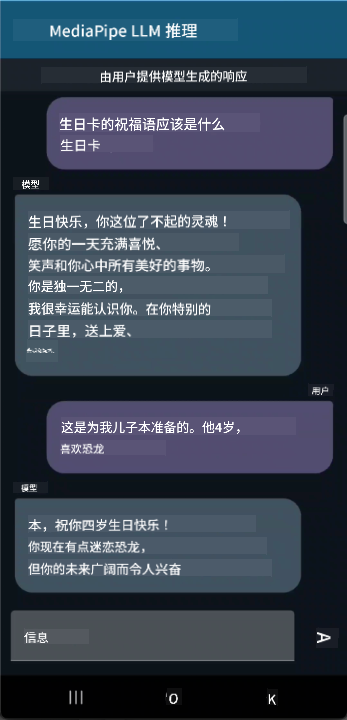 MediaPipe LLM 推理
由用户提供模型生成的响应
生日卡的祝福语应该是什么
生日卡
模型
生日快乐，你这位了不起的灵魂！
愿你的一天充满喜悦、
笑声和你心中所有美好的事物。
你是独一无二的，
我很幸运能认识你。在你特别的
日子里，送上爱、
用户
这是为我儿子本准备的。他4岁，
喜欢恐龙
模型
本，祝你四岁生日快乐！
你现在有点迷恋恐龙，
但你的未来广阔而令人兴奋
信息